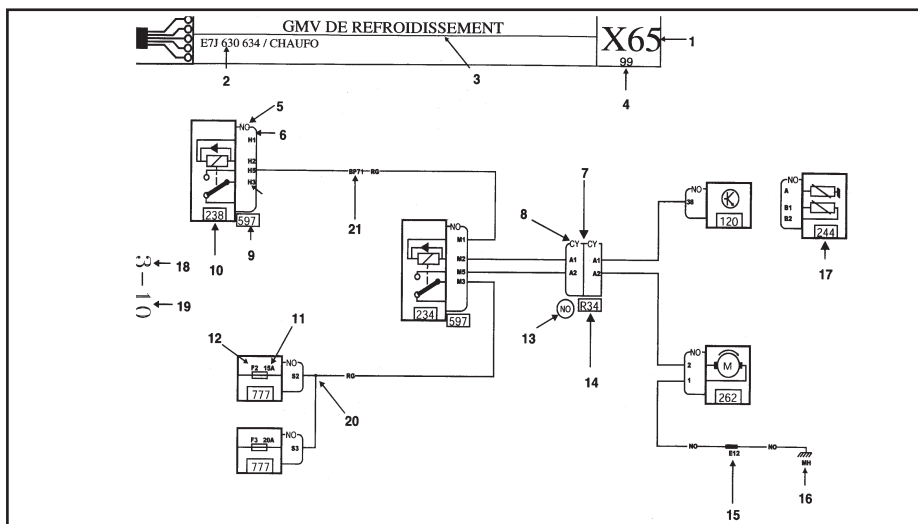 GMV DE REFROIDISSEMENT
E7J 630 634 / CHAUFO
X65
99
1
2
3
4
5
6
NO
H1
H2
H5
H3
238
597
10
9
BP71 RG
21
7
8
CY CY
A1 A1
A2 A2
NO
R34
13
14
NO
38
120
NO
A
B1
B2
244
17
NO
M1
M2
M5
M3
234
597
3-10
18
19
12
11
F2 15A
NO
S2
777
RG
20
F3 20A
NO
S3
777
NO
2
1
M
262
NO
E12
NO
MH
15
16